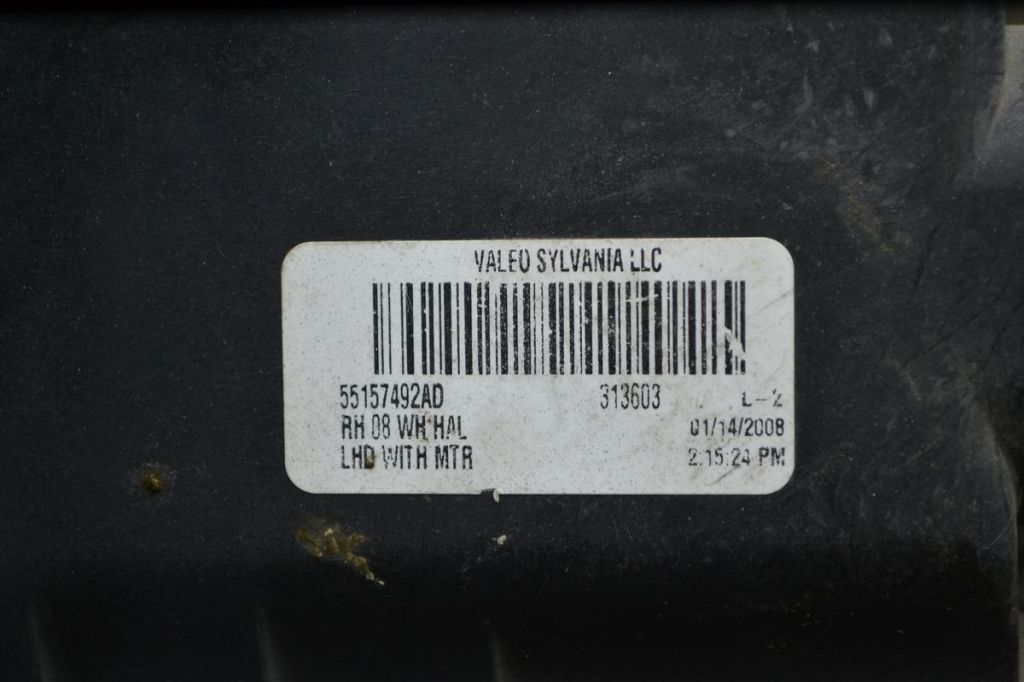 VALEO SYLVANIA LLC
55157492AD 313603 L-2
RH 08 WK HAL 01/14/2008
LHD WITH MTR 2:15:24 PM